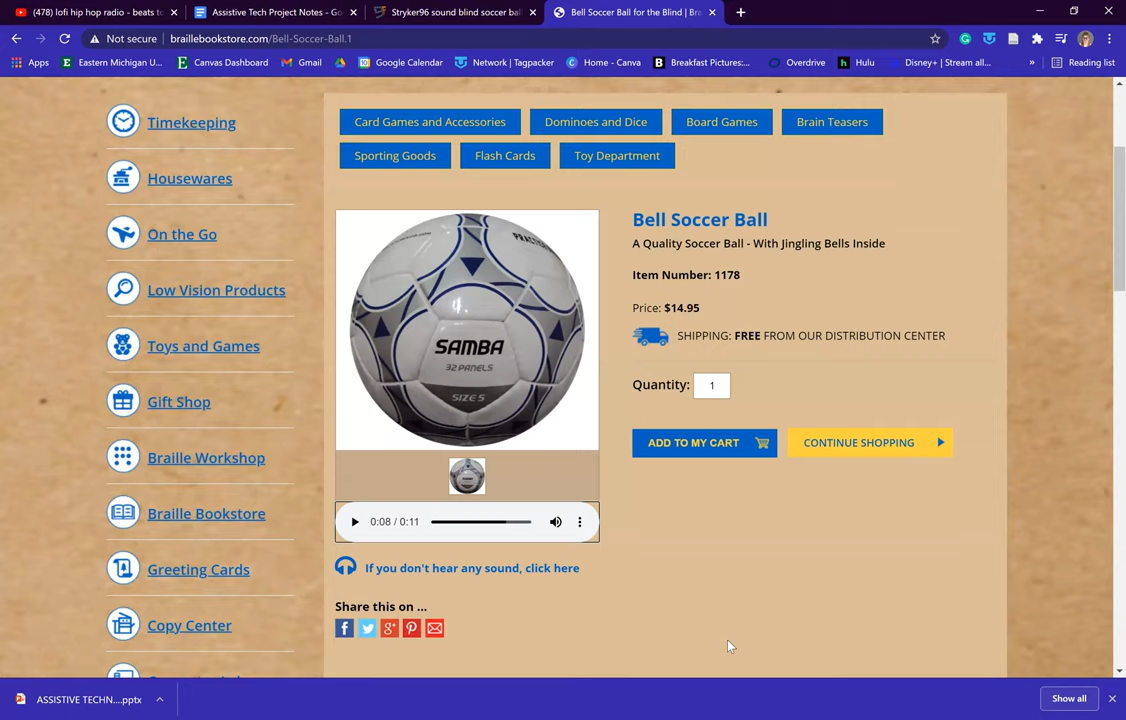 (478) lofi hip hop radio - beats to
Assistive Tech Project Notes - Go
Stryker96 sound blind soccer bal
Bell Soccer Ball for the Blind | Bra
Not secure
braillebookstore.com/Bell-Soccer-Ball.1
Apps
Eastern Michigan U...
Canvas Dashboard
Gmail
Google Calendar
Network | Tagpacker
Home - Canva
Breakfast Pictures:...
Overdrive
Hulu
Disney+ | Stream all...
»
Reading list
Timekeeping
Housewares
On the Go
Low Vision Products
Toys and Games
Gift Shop
Braille Workshop
Braille Bookstore
Greeting Cards
Copy Center
Card Games and Accessories
Dominoes and Dice
Board Games
Brain Teasers
Sporting Goods
Flash Cards
Toy Department
SAMBA
32 PANELS
SIZE 5
0:08 / 0:11
If you don't hear any sound, click here
Share this on ...
Bell Soccer Ball
A Quality Soccer Ball - With Jingling Bells Inside
Item Number: 1178
Price: $14.95
SHIPPING: FREE FROM OUR DISTRIBUTION CENTER
Quantity: 1
ADD TO MY CART
CONTINUE SHOPPING
ASSISTIVE TECHN....pptx
Show all